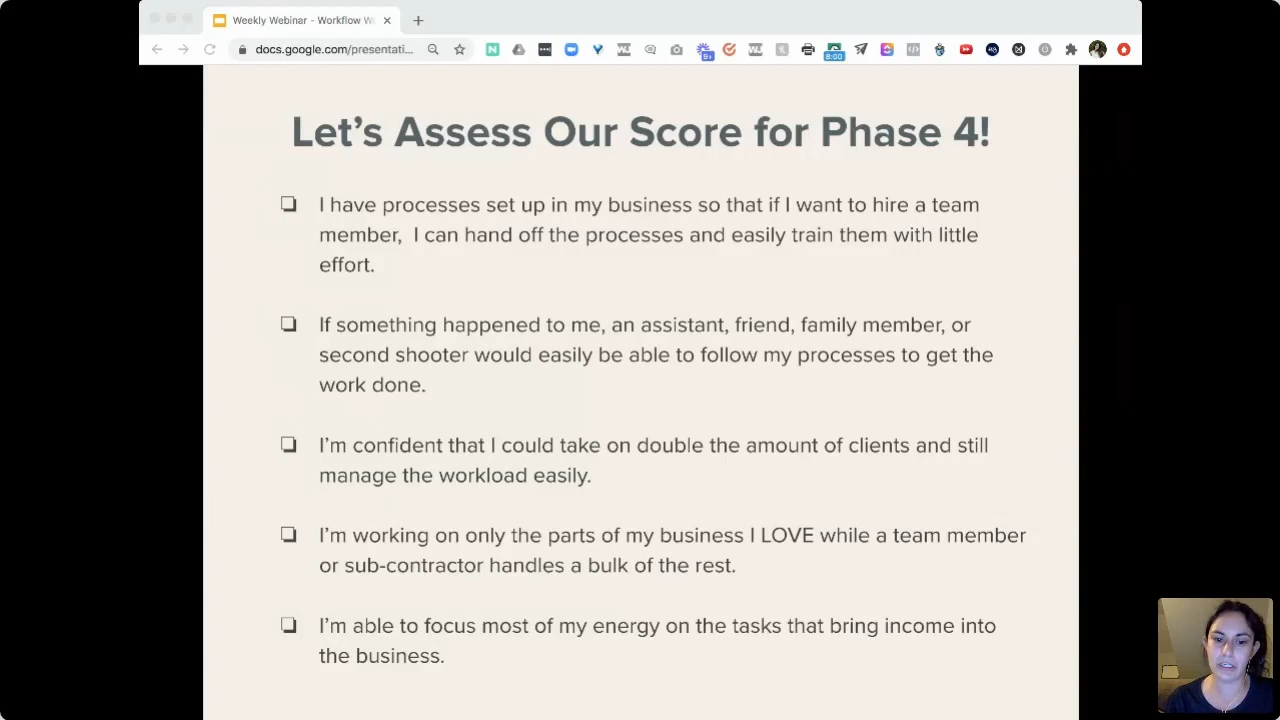 Weekly Webinar - Workflow W
docs.google.com/presentati...
9+
8:00
Let's Assess Our Score for Phase 4!
I have processes set up in my business so that if I want to hire a team
member,  I can hand off the processes and easily train them with little
effort.
If something happened to me, an assistant, friend, family member, or
second shooter would easily be able to follow my processes to get the
work done.
I'm confident that I could take on double the amount of clients and still
manage the workload easily.
I'm working on only the parts of my business I LOVE while a team member
or sub-contractor handles a bulk of the rest.
I'm able to focus most of my energy on the tasks that bring income into
the business.